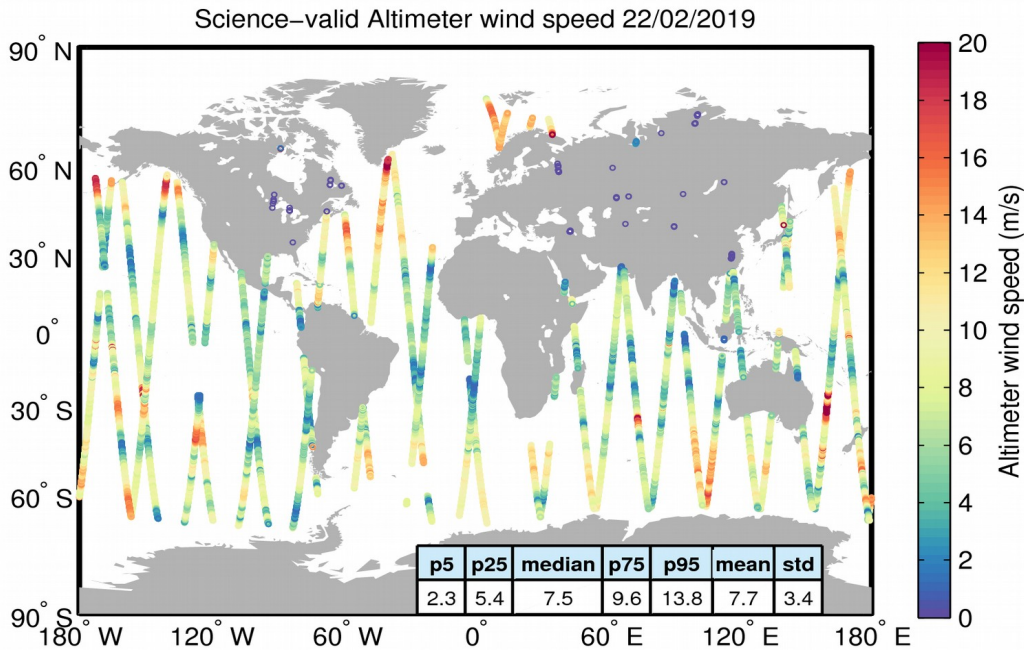 Science−valid Altimeter wind speed 22/02/2019
90° N
60° N
30° N
0°
30° S
60° S
90° S
180° W
120° W
60° W
0°
60° E
120° E
180° E
p5 p25 median p75 p95 mean std
2.3 5.4 7.5 9.6 13.8 7.7 3.4
20
18
16
14
12
10
8
6
4
2
0
Altimeter wind speed (m/s)